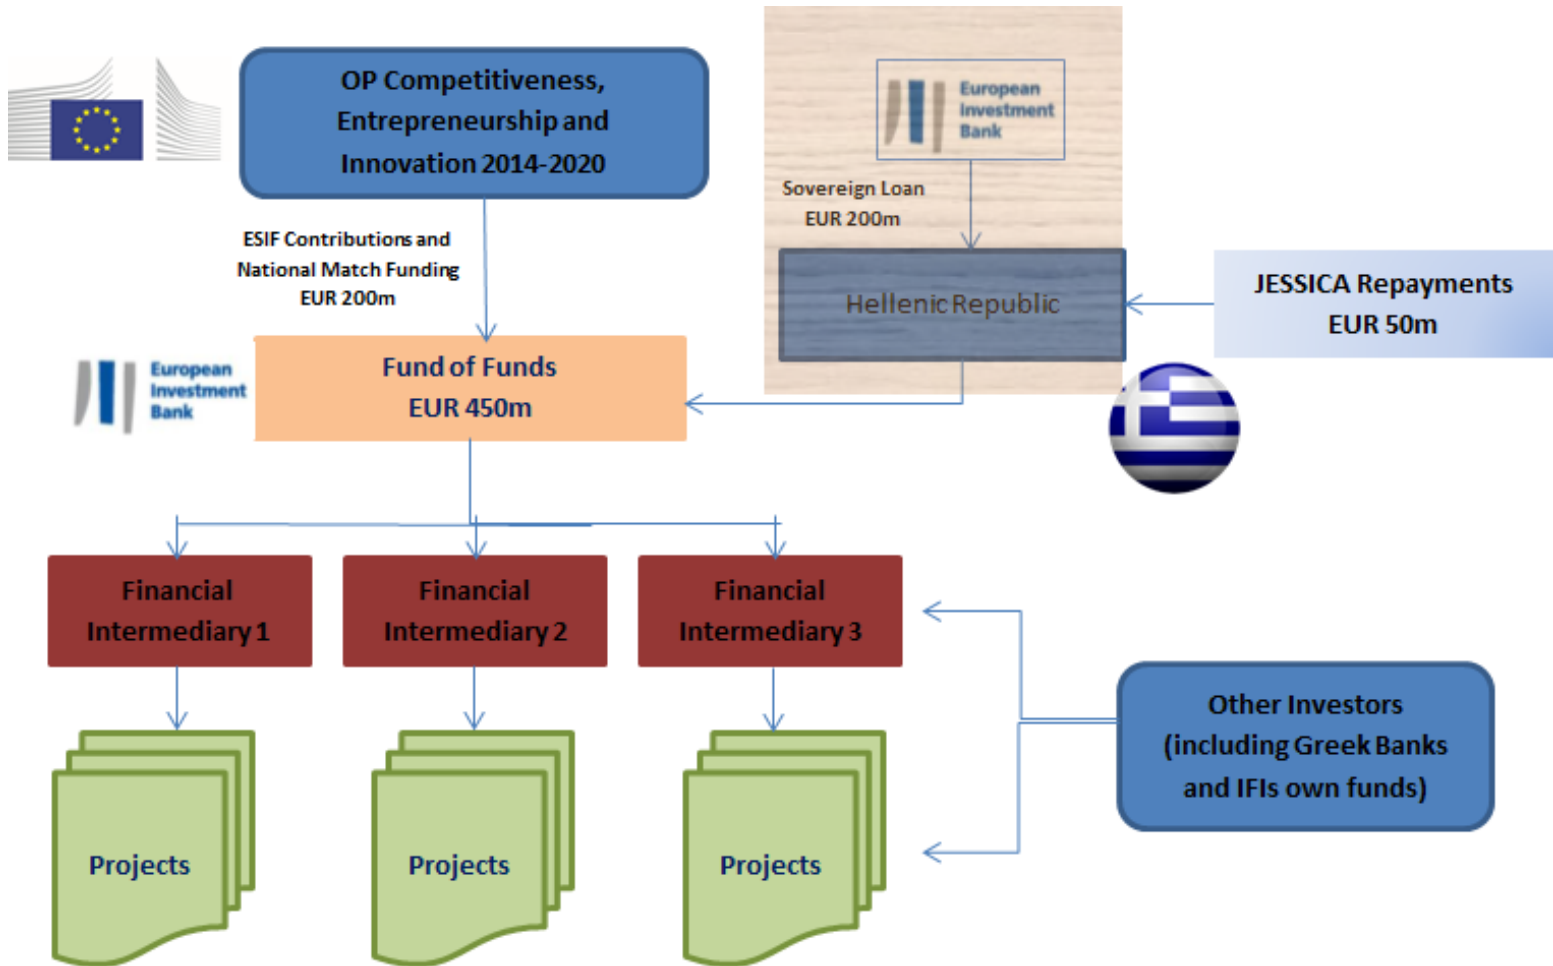 OP Competitiveness,
Entrepreneurship and
Innovation 2014-2020
European
Investment
Bank
Sovereign Loan
EUR 200m
ESIF Contributions and
National Match Funding
EUR 200m
Hellenic Republic
JESSICA Repayments
EUR 50m
European
Investment
Bank
Fund of Funds
EUR 450m
Financial
Intermediary 1
Financial
Intermediary 2
Financial
Intermediary 3
Other Investors
(including Greek Banks
and IFIs own funds)
Projects
Projects
Projects